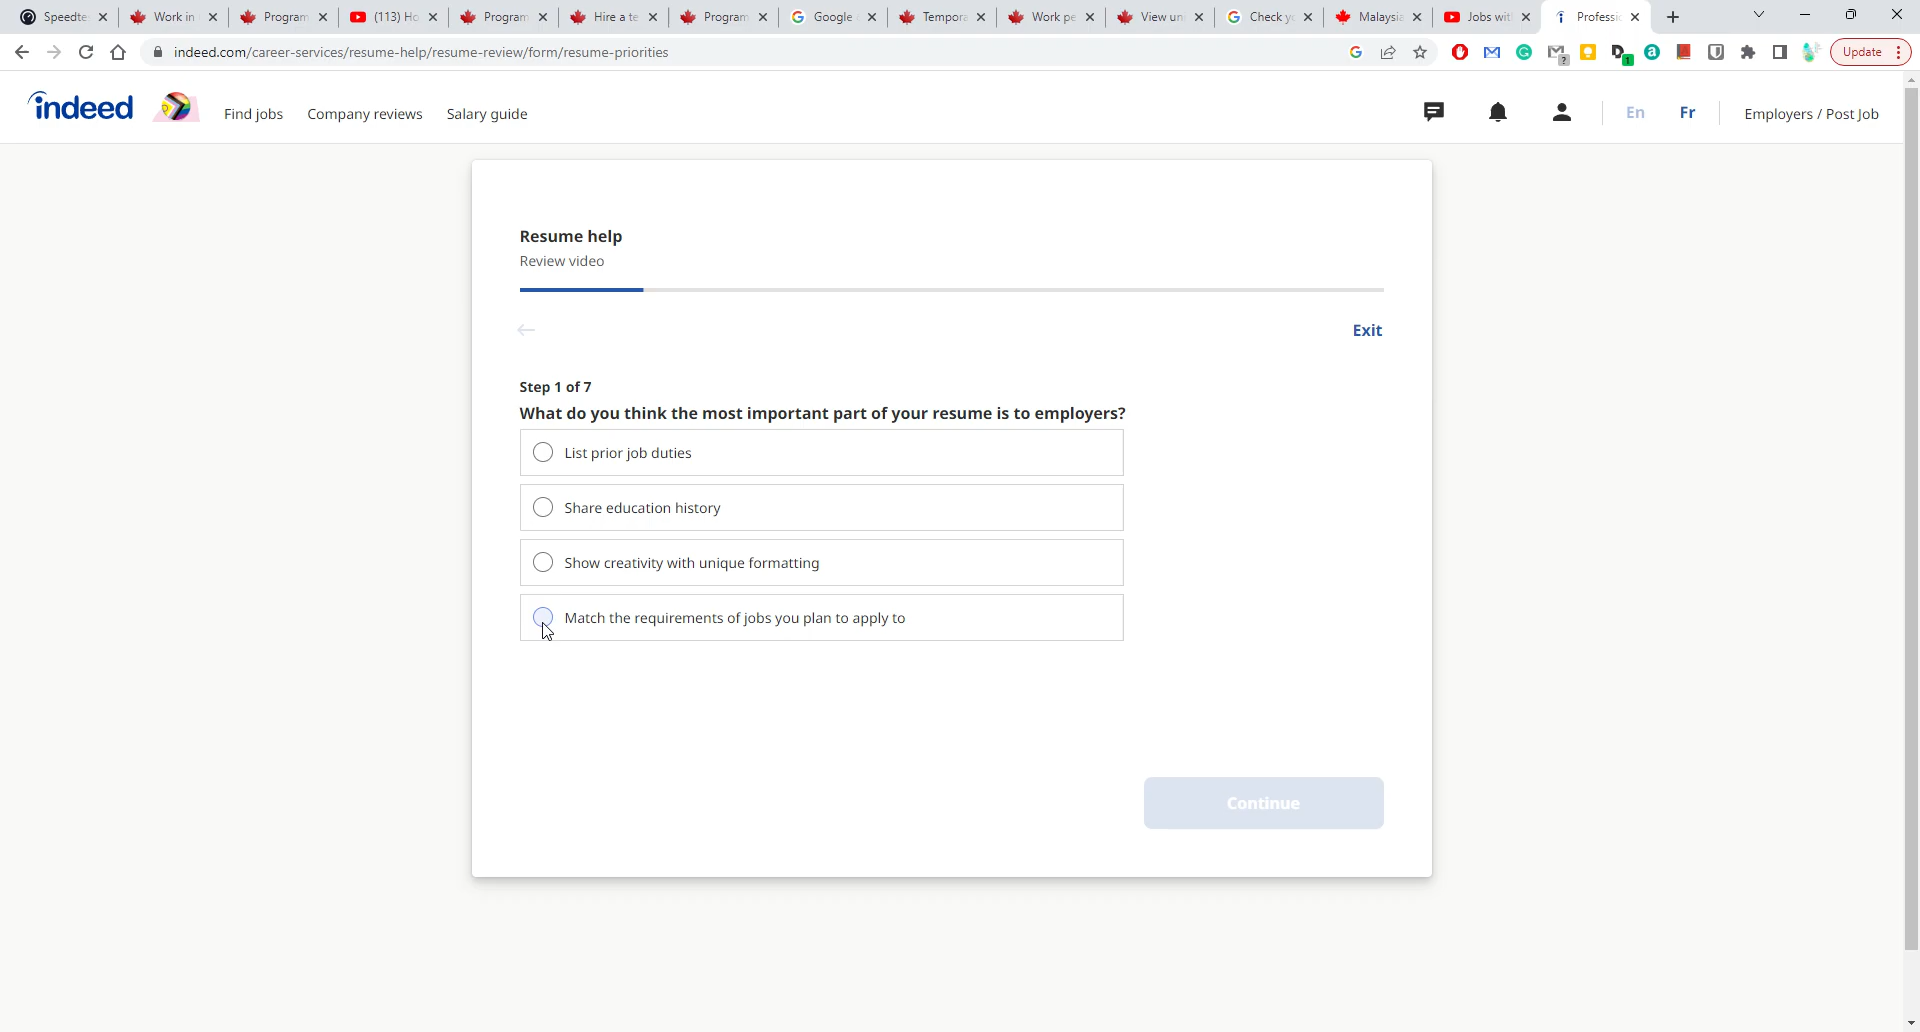 Speedte
Work in
Program
(113) Ho
Program
Hire a te
Program
Google
Tempora
Work pe
View un
Check yo
Malaysia
Jobs wit
Professi
indeed.com/career-services/resume-help/resume-review/form/resume-priorities
Update
indeed
Find jobs
Company reviews
Salary guide
En
Fr
Employers / Post Job
Resume help
Review video
Exit
Step 1 of 7
What do you think the most important part of your resume is to employers?
List prior job duties
Share education history
Show creativity with unique formatting
Match the requirements of jobs you plan to apply to
Continue